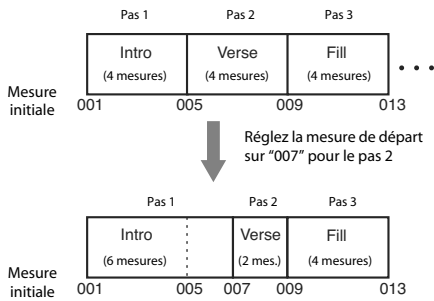 Pas 1 Pas 2 Pas 3
Intro Verse Fill
(4 mesures) (4 mesures) (4 mesures)
Mesure
initiale
001 005 009 013
Réglez la mesure de départ
sur “007” pour le pas 2
Pas 1 Pas 2 Pas 3
Intro Verse Fill
(6 mesures) (2 mes.) (4 mesures)
Mesure
initiale
001 005 007 009 013